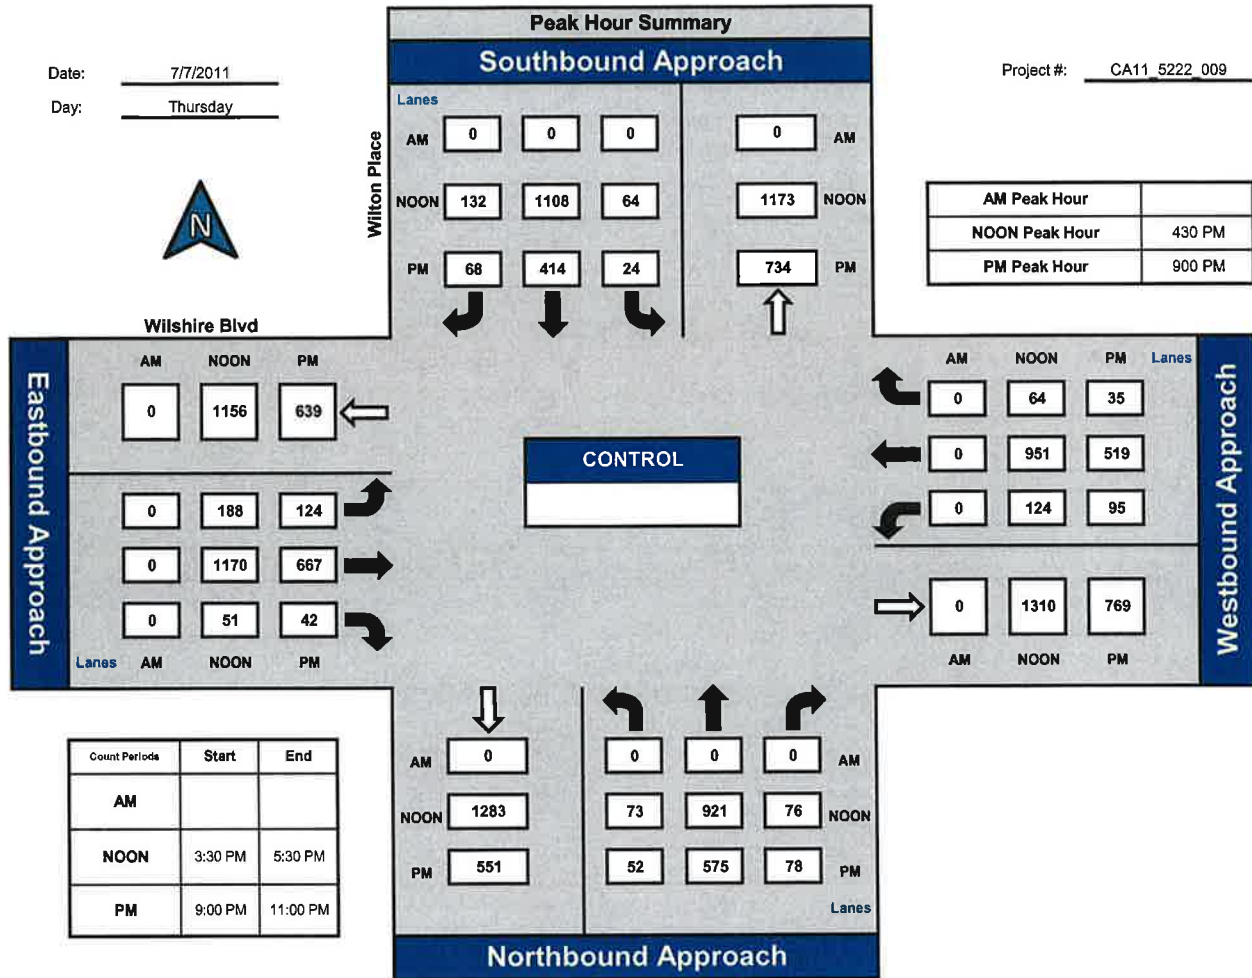 Peak Hour Summary
Southbound Approach
Date: 7/7/2011
Day: Thursday
Project #: CA11_5222_009
N
Wilton Place
Lanes
AM 0 0 0 0 AM
NOON 132 1108 64 1173 NOON
PM 68 414 24 734 PM
AM Peak Hour
NOON Peak Hour 430 PM
PM Peak Hour 900 PM
Wilshire Blvd
Eastbound Approach
AM NOON PM
0 1156 639
0 188 124
0 1170 667
0 51 42
Lanes AM NOON PM
CONTROL
Westbound Approach
AM NOON PM Lanes
0 64 35
0 951 519
0 124 95
0 1310 769
AM NOON PM
Count Periods Start End
AM
NOON 3:30 PM 5:30 PM
PM 9:00 PM 11:00 PM
AM 0 0 0 0 AM
NOON 1283 73 921 76 NOON
PM 551 52 575 78 PM
Lanes
Northbound Approach